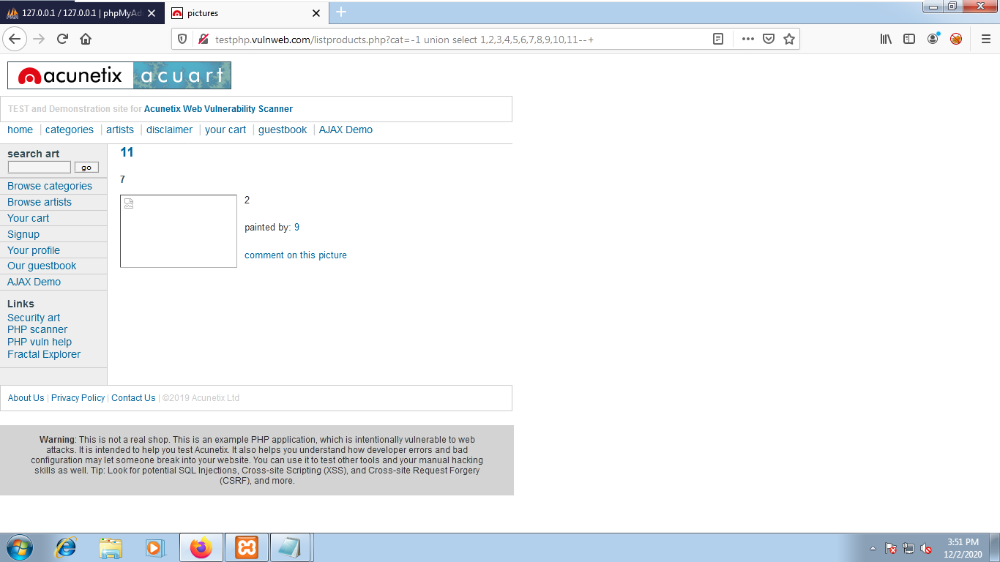 127.0.0.1 / 127.0.0.1 | phpMyAd
pictures
testphp.vulnweb.com/listproducts.php?cat=-1 union select 1,2,3,4,5,6,7,8,9,10,11--+
acunetix acuart
TEST and Demonstration site for Acunetix Web Vulnerability Scanner
home | categories | artists | disclaimer | your cart | guestbook | AJAX Demo
search art
go
Browse categories
Browse artists
Your cart
Signup
Your profile
Our guestbook
AJAX Demo
Links
Security art
PHP scanner
PHP vuln help
Fractal Explorer
11
7
2
painted by: 9
comment on this picture
About Us | Privacy Policy | Contact Us | ©2019 Acunetix Ltd
Warning: This is not a real shop. This is an example PHP application, which is intentionally vulnerable to web
attacks. It is intended to help you test Acunetix. It also helps you understand how developer errors and bad
configuration may let someone break into your website. You can use it to test other tools and your manual hacking
skills as well. Tip: Look for potential SQL Injections, Cross-site Scripting (XSS), and Cross-site Request Forgery
(CSRF), and more.
3:51 PM
12/2/2020